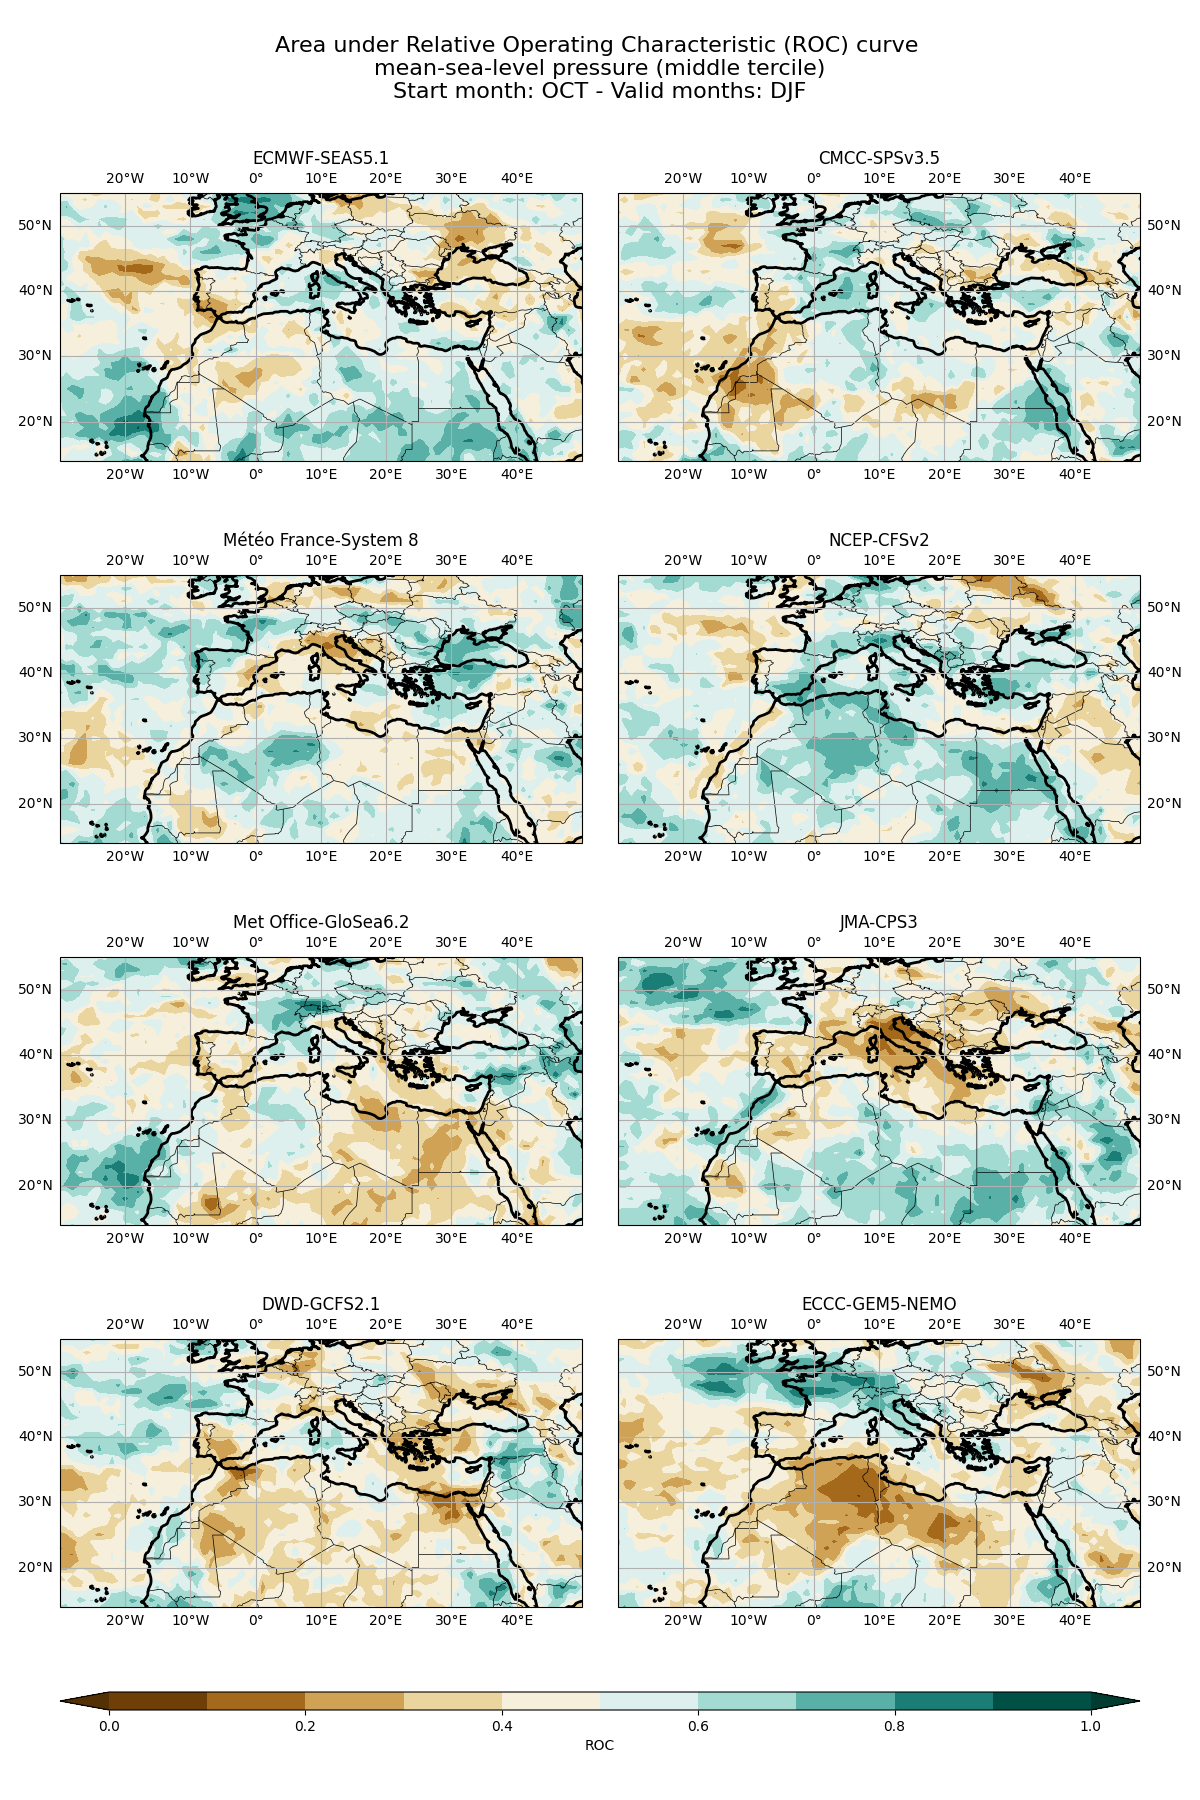 Area under Relative Operating Characteristic (ROC) curve
mean-sea-level pressure (middle tercile)
Start month: OCT - Valid months: DJF
ECMWF-SEAS5.1
CMCC-SPSv3.5
20°W 10°W 0° 10°E 20°E 30°E 40°E
20°W 10°W 0° 10°E 20°E 30°E 40°E
50°N
50°N
40°N
40°N
30°N
30°N
20°N
20°N
20°W 10°W 0° 10°E 20°E 30°E 40°E
20°W 10°W 0° 10°E 20°E 30°E 40°E
Météo France-System 8
NCEP-CFSv2
20°W 10°W 0° 10°E 20°E 30°E 40°E
20°W 10°W 0° 10°E 20°E 30°E 40°E
50°N
50°N
40°N
40°N
30°N
30°N
20°N
20°N
20°W 10°W 0° 10°E 20°E 30°E 40°E
20°W 10°W 0° 10°E 20°E 30°E 40°E
Met Office-GloSea6.2
JMA-CPS3
20°W 10°W 0° 10°E 20°E 30°E 40°E
20°W 10°W 0° 10°E 20°E 30°E 40°E
50°N
50°N
40°N
40°N
30°N
30°N
20°N
20°N
20°W 10°W 0° 10°E 20°E 30°E 40°E
20°W 10°W 0° 10°E 20°E 30°E 40°E
DWD-GCFS2.1
ECCC-GEM5-NEMO
20°W 10°W 0° 10°E 20°E 30°E 40°E
20°W 10°W 0° 10°E 20°E 30°E 40°E
50°N
50°N
40°N
40°N
30°N
30°N
20°N
20°N
20°W 10°W 0° 10°E 20°E 30°E 40°E
20°W 10°W 0° 10°E 20°E 30°E 40°E
0.0 0.2 0.4 0.6 0.8 1.0
ROC